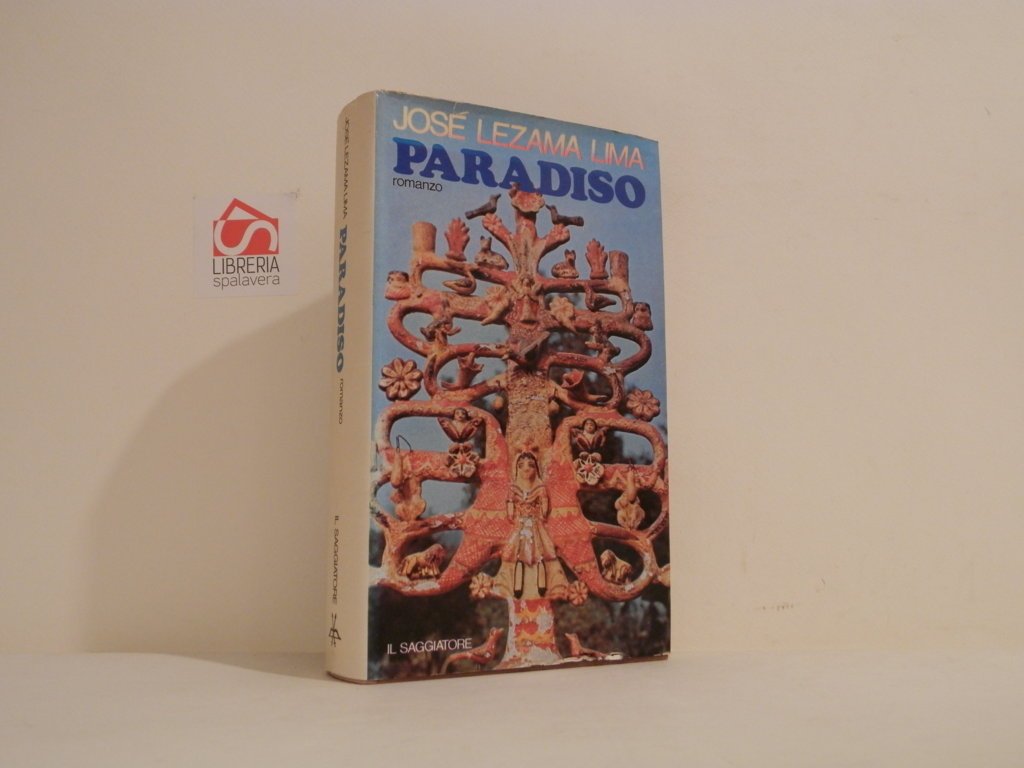 JOSÉ LEZAMA LIMA
PARADISO
romanzo
IL SAGGIATORE
JOSÉ LEZAMA LIMA PARADISO romanzo
IL SAGGIATORE
LIBRERIA
spalavera